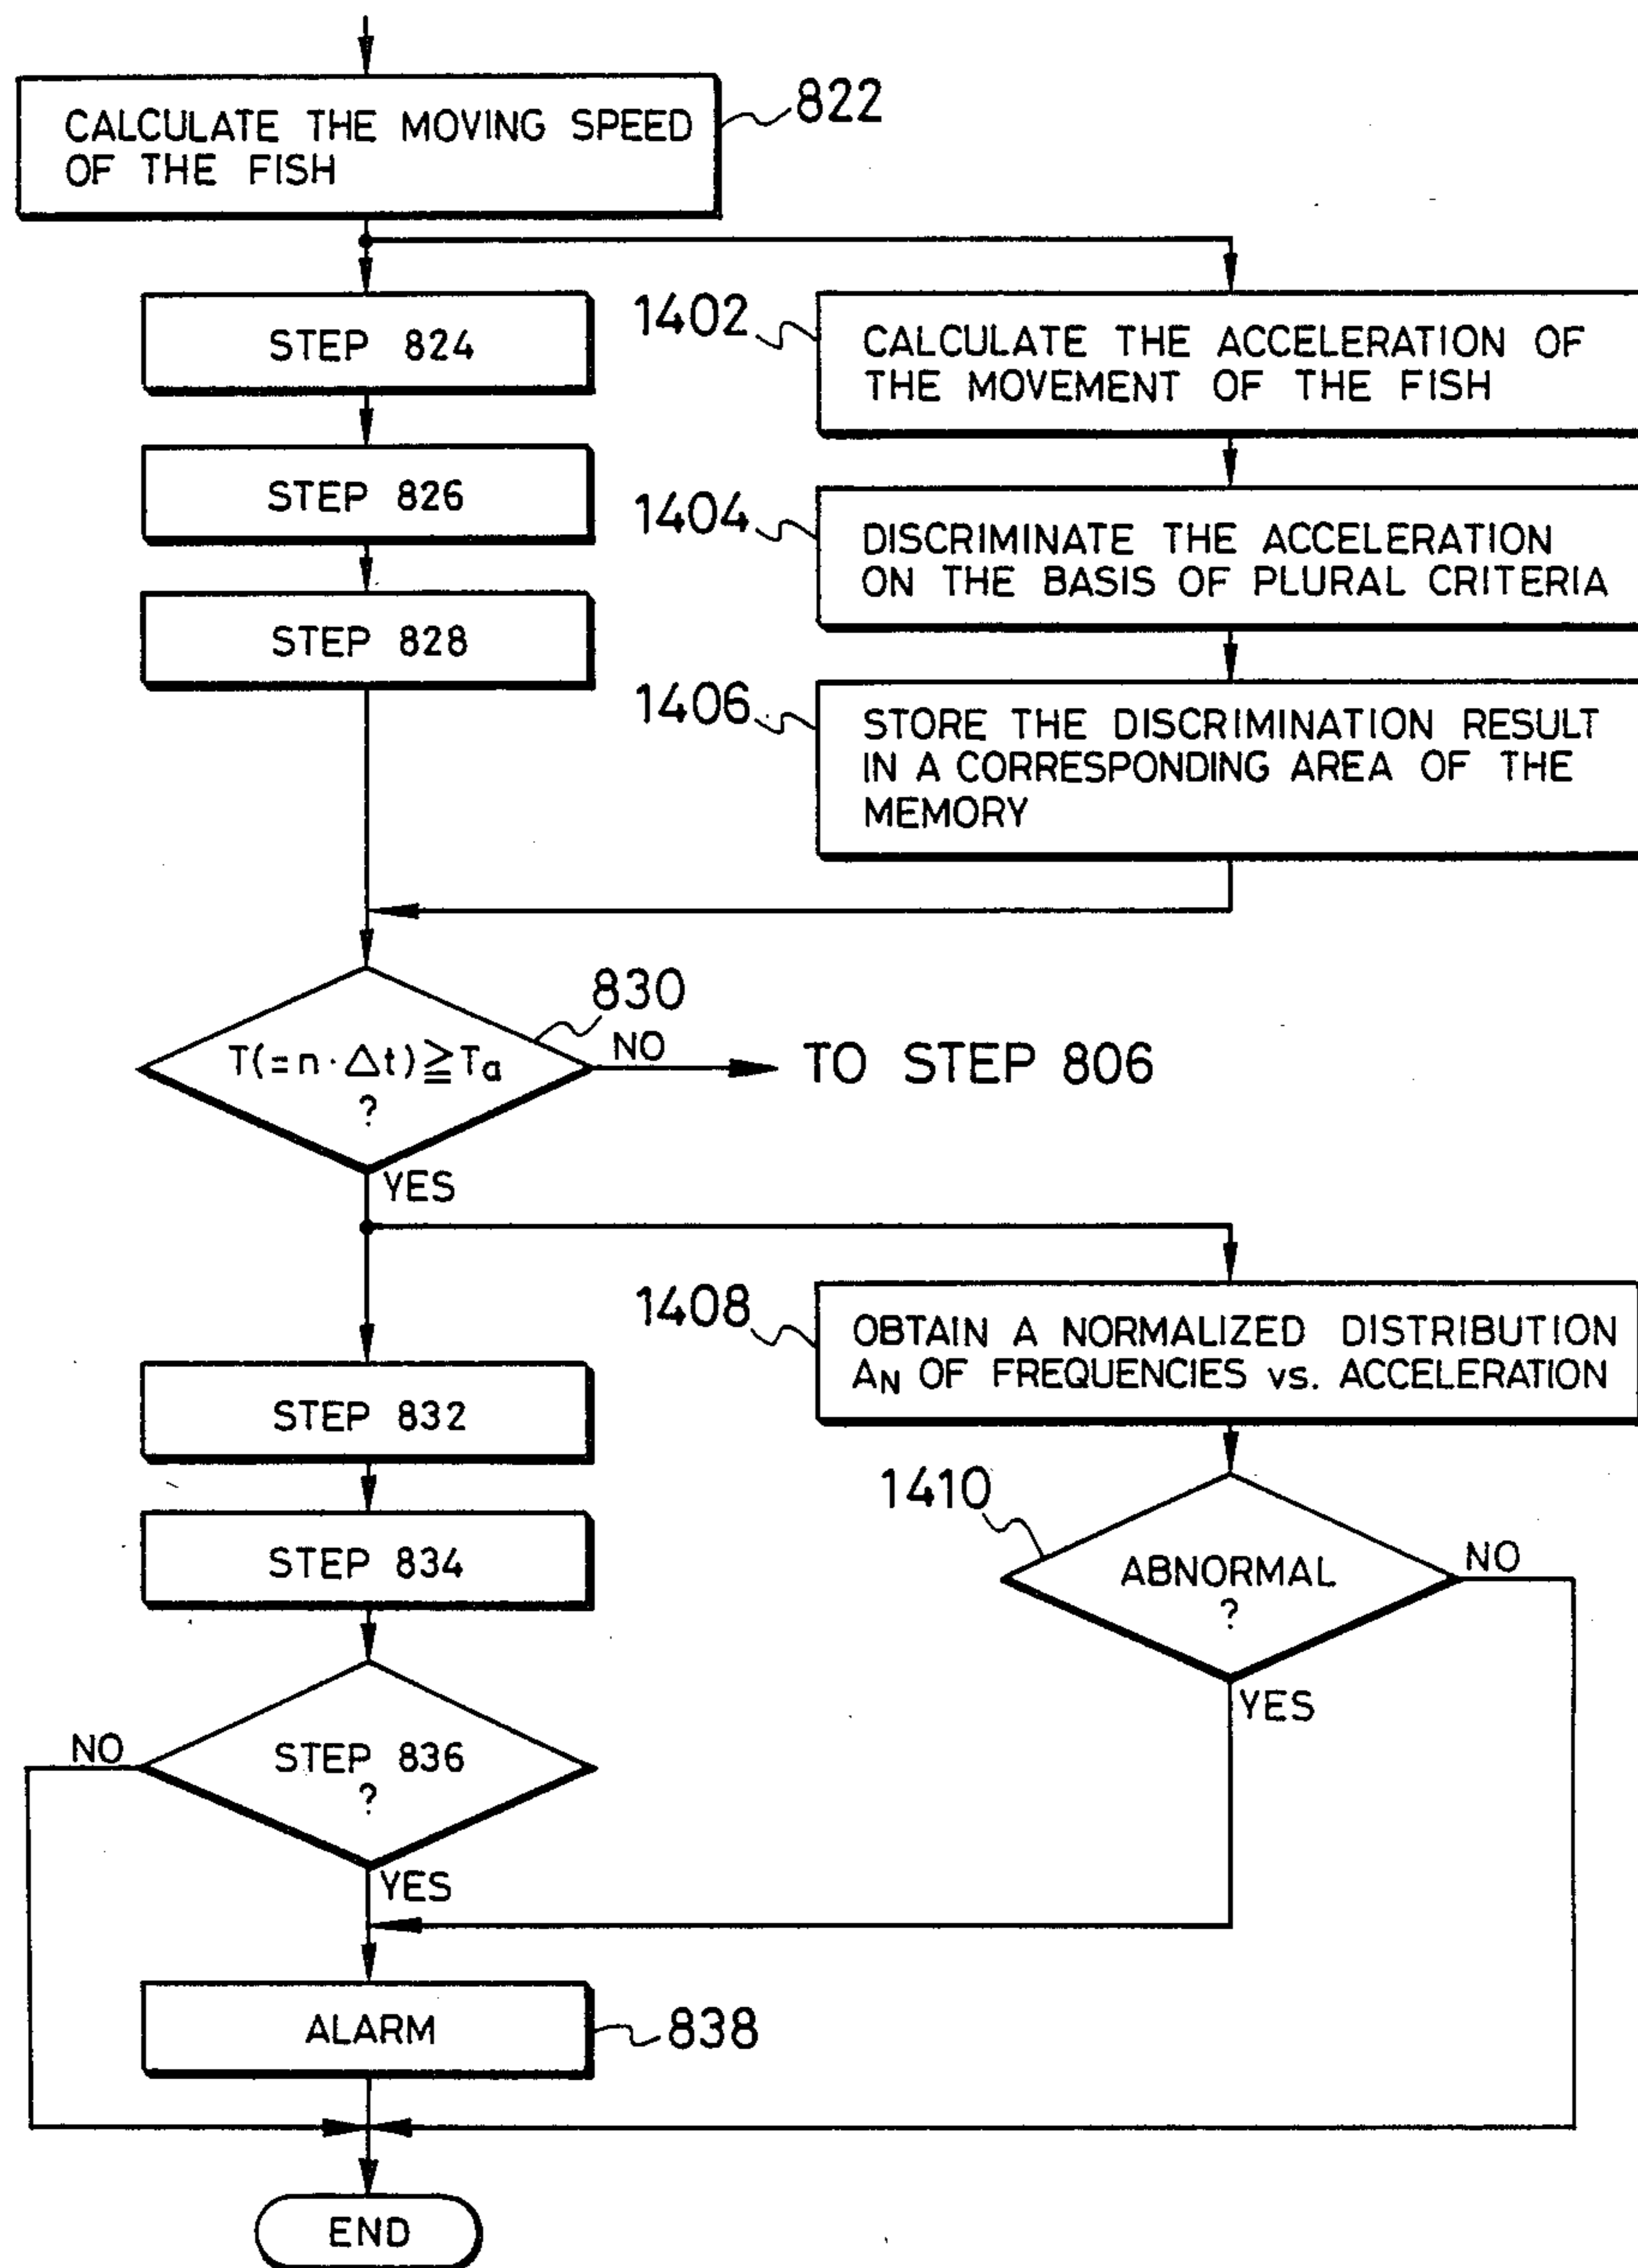 CALCULATE THE MOVING SPEED
OF THE FISH
822
STEP 824
STEP 826
STEP 828
1402
CALCULATE THE ACCELERATION OF
THE MOVEMENT OF THE FISH
1404
DISCRIMINATE THE ACCELERATION
ON THE BASIS OF PLURAL CRITERIA
1406
STORE THE DISCRIMINATION RESULT
IN A CORRESPONDING AREA OF THE
MEMORY
830
T(=n·Δt)≧Ta
?
NO
TO STEP 806
YES
STEP 832
STEP 834
STEP 836
?
NO
YES
1408
OBTAIN A NORMALIZED DISTRIBUTION
AN OF FREQUENCIES vs. ACCELERATION
1410
ABNORMAL
?
NO
YES
ALARM
838
END